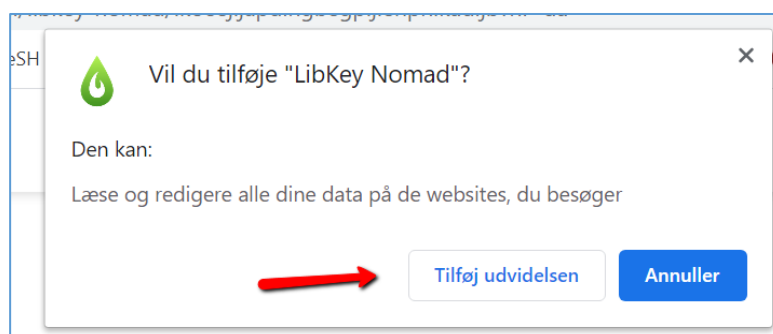 eSH
Vil du tilføje "LibKey Nomad"?
Den kan:
Læse og redigere alle dine data på de websites, du besøger
Tilføj udvidelsen
Annuller